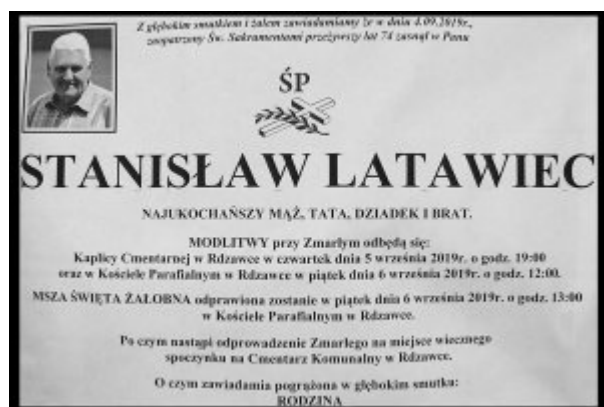 Z głębokim smutkiem i żalem zawiadamiamy że w dniu 4.09.2019r.,
zaopatrzony Św. Sakramentami przeżywszy lat 74 zasnął w Panu
ŚP
STANISŁAW LATAWIEC
NAJUKOCHAŃSZY MĄŻ, TATA, DZIADEK I BRAT.
MODLITWY przy Zmarłym odbędą się:
Kaplicy Cmentarnej w Rdzawce w czwartek dnia 5 września 2019r. o godz. 19:00
oraz w Kościele Parafialnym w Rdzawce w piątek dnia 6 września 2019r. o godz. 12:00.
MSZA ŚWIĘTA ŻAŁOBNA odprawiona zostanie w piątek dnia 6 września 2019r. o godz. 13:00
w Kościele Parafialnym w Rdzawce.
Po czym nastąpi odprowadzenie Zmarłego na miejsce wiecznego
spoczynku na Cmentarz Komunalny w Rdzawce.
O czym zawiadamia pogrążona w głębokim smutku:
RODZINA